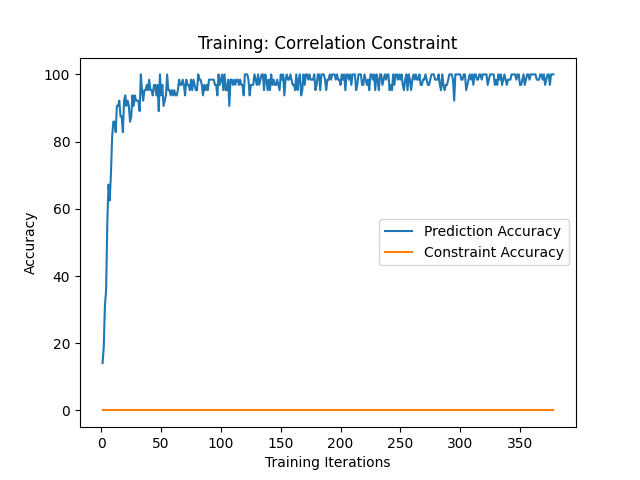 Training: Correlation Constraint
100
80
60
40
20
0
Accuracy
Prediction Accuracy
Constraint Accuracy
0 50 100 150 200 250 300 350
Training Iterations